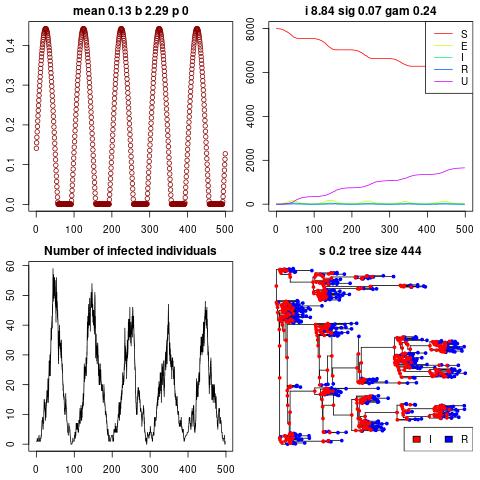 mean 0.13 b 2.29 p 0
0.0 0.1 0.2 0.3 0.4
0 100 200 300 400 500
i 8.84 sig 0.07 gam 0.24
0 2000 4000 6000 8000
S
E
I
R
U
0 100 200 300 400 500
Number of infected individuals
0 10 20 30 40 50 60
0 100 200 300 400 500
s 0.2 tree size 444
I R